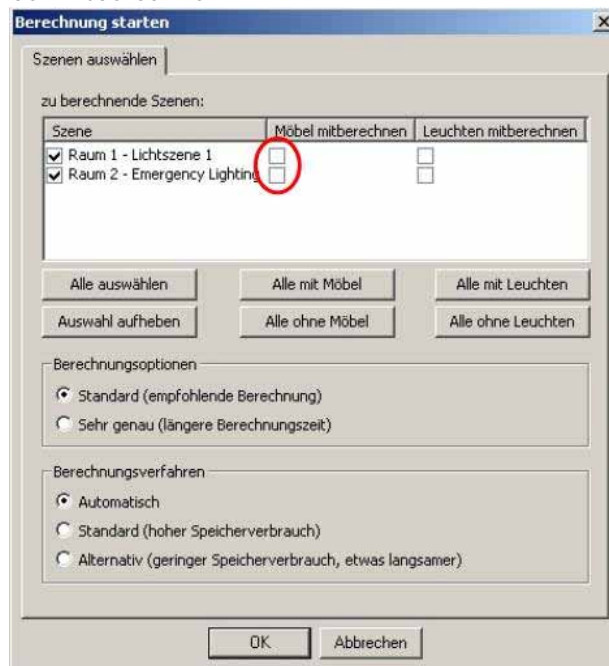 Berechnung starten
Szenen auswählen
zu berechnende Szenen:
Szene Möbel mitberechnen Leuchten mitberechnen
Raum 1 - Lichtszene 1
Raum 2 - Emergency Lighting
Alle auswählen Alle mit Möbel Alle mit Leuchten
Auswahl aufheben Alle ohne Möbel Alle ohne Leuchten
Berechnungsoptionen
Standard (empfohlende Berechnung)
Sehr genau (längere Berechnungszeit)
Berechnungsverfahren
Automatisch
Standard (hoher Speicherverbrauch)
Alternativ (geringer Speicherverbrauch, etwas langsamer)
OK Abbrechen